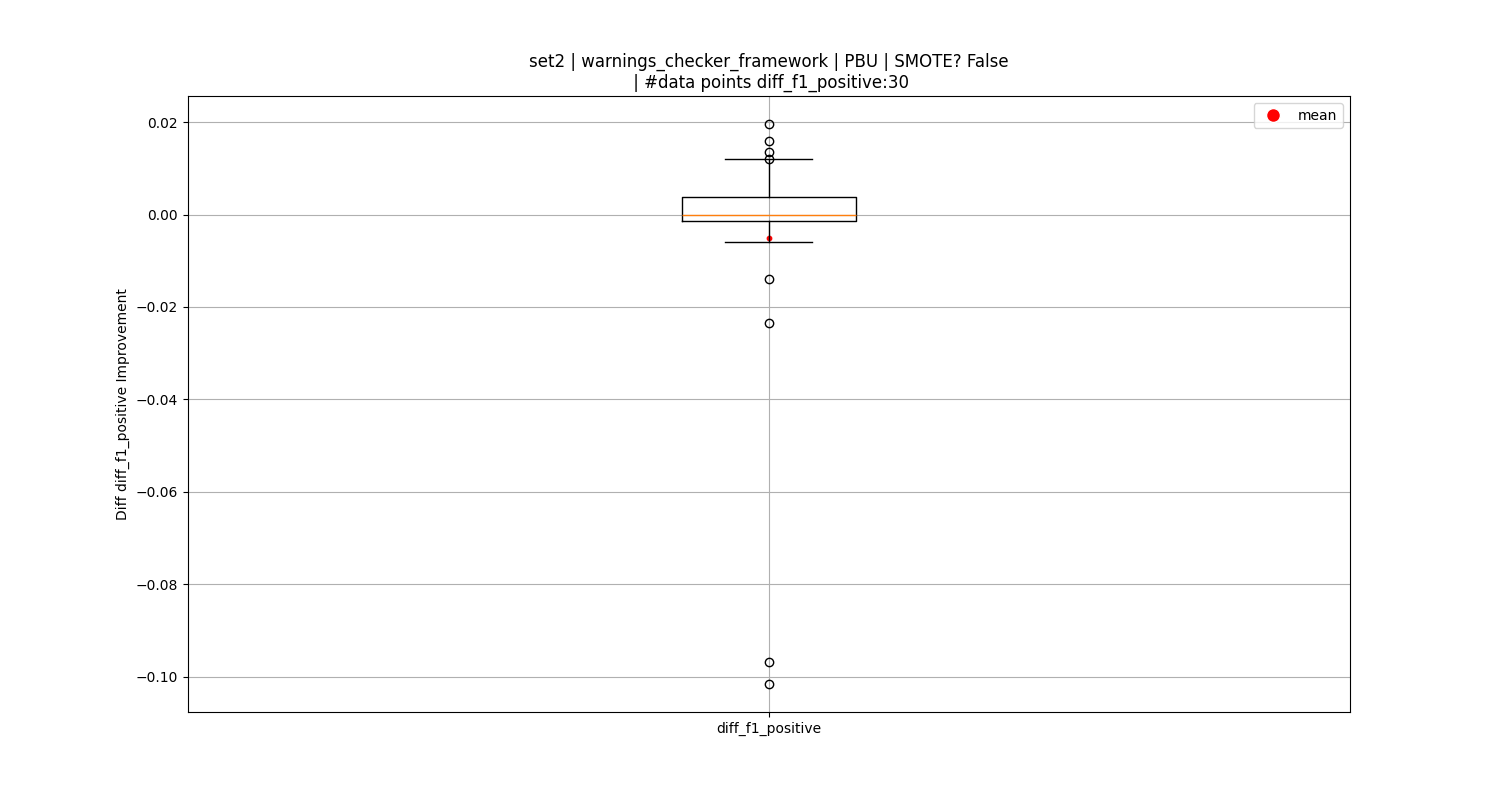 set2 | warnings_checker_framework | PBU | SMOTE? False
| #data points diff_f1_positive:30
mean
0.02
0.00
−0.02
−0.04
−0.06
−0.08
−0.10
Diff diff_f1_positive Improvement
diff_f1_positive